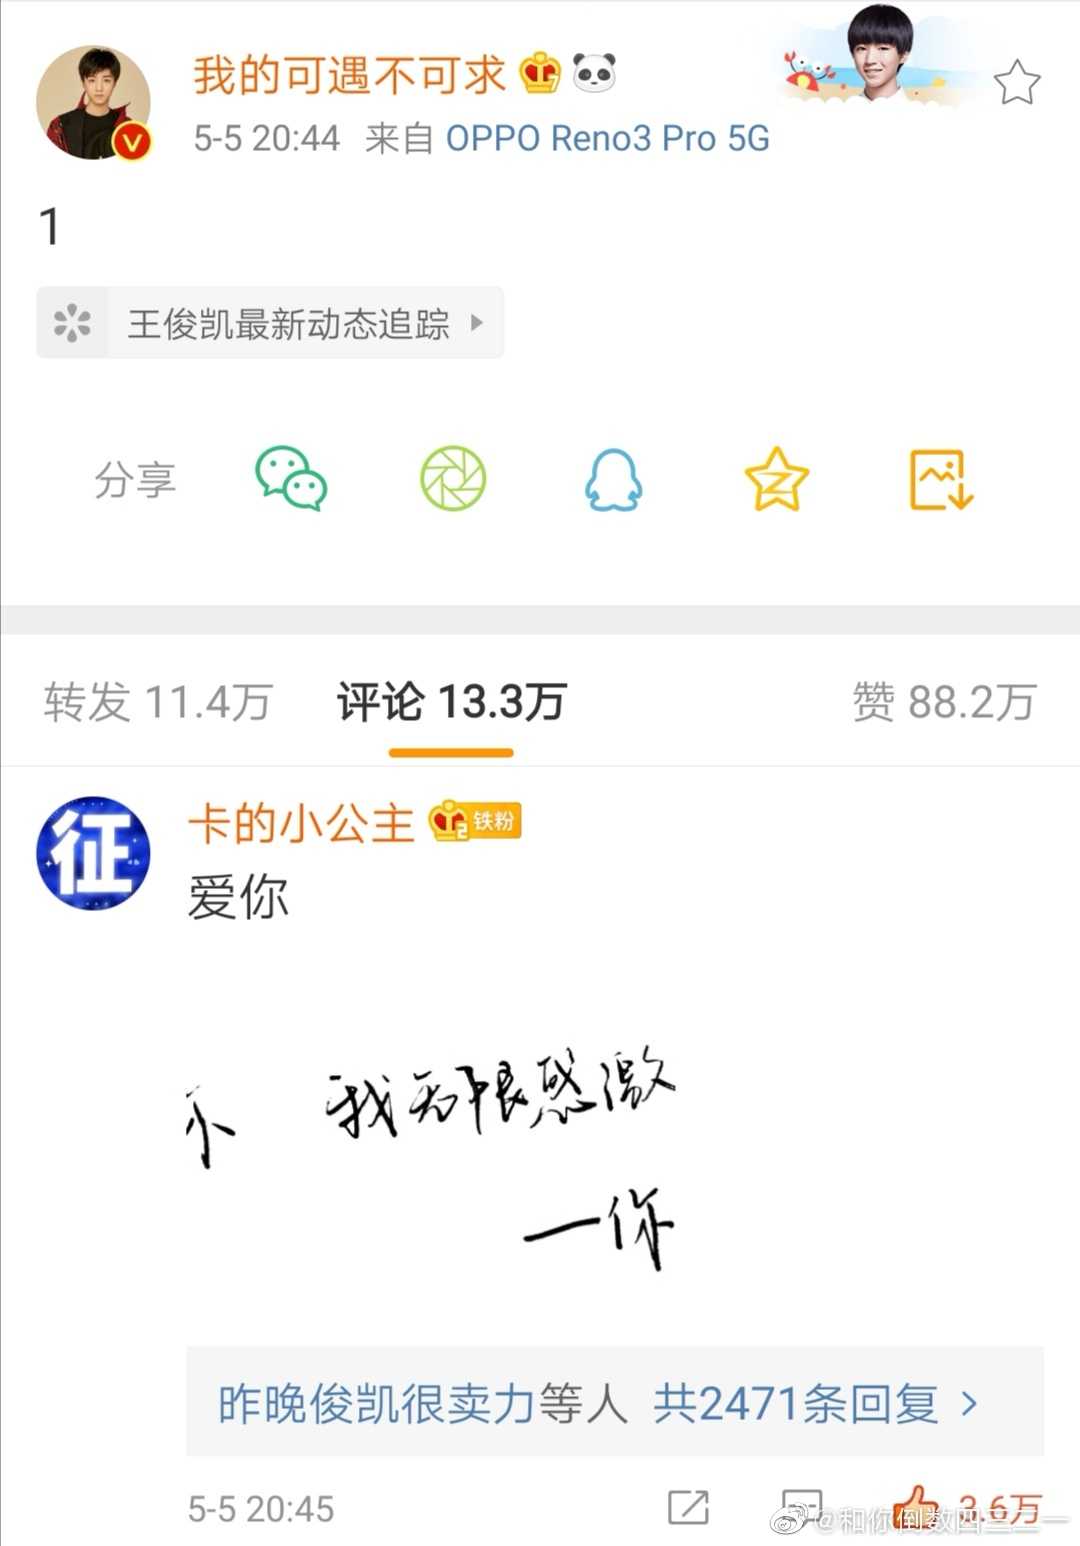 我的可遇不可求
5-5 20:44 来自 OPPO Reno3 Pro 5G
1
王俊凯最新动态追踪
分享
转发 11.4万 评论 13.3万 赞 88.2万
征
卡的小公主 2 铁粉
爱你
不 我无限感激
一你
昨晚俊凯很卖力等人 共2471条回复
5-5 20:45 3.6万
@和你倒数四三二一